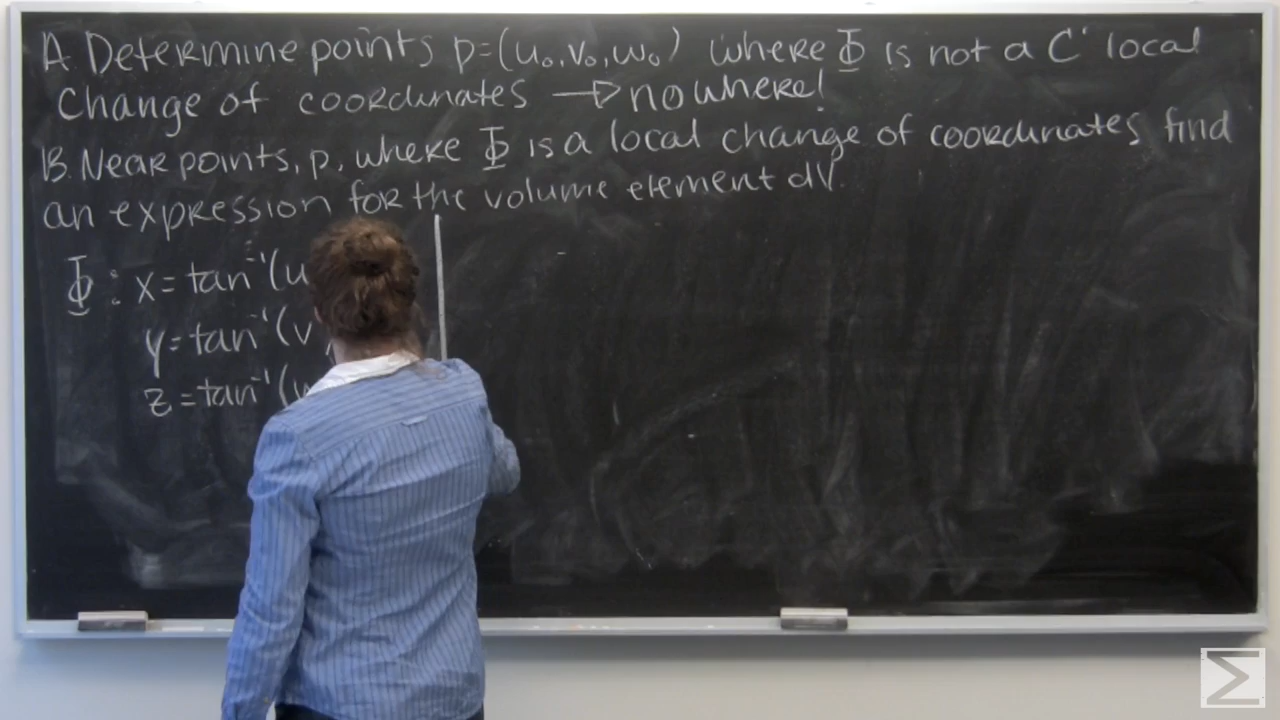 A. Determine points p=(u₀,v₀,w₀) where Φ is not a C¹ local
Change of coordinates → nowhere!
B. Near points, p, where Φ is a local change of coordinates, find
an expression for the volume element dV.
Φ: x=tan⁻¹(u
y=tan⁻¹(v
z=tan⁻¹(
Σ